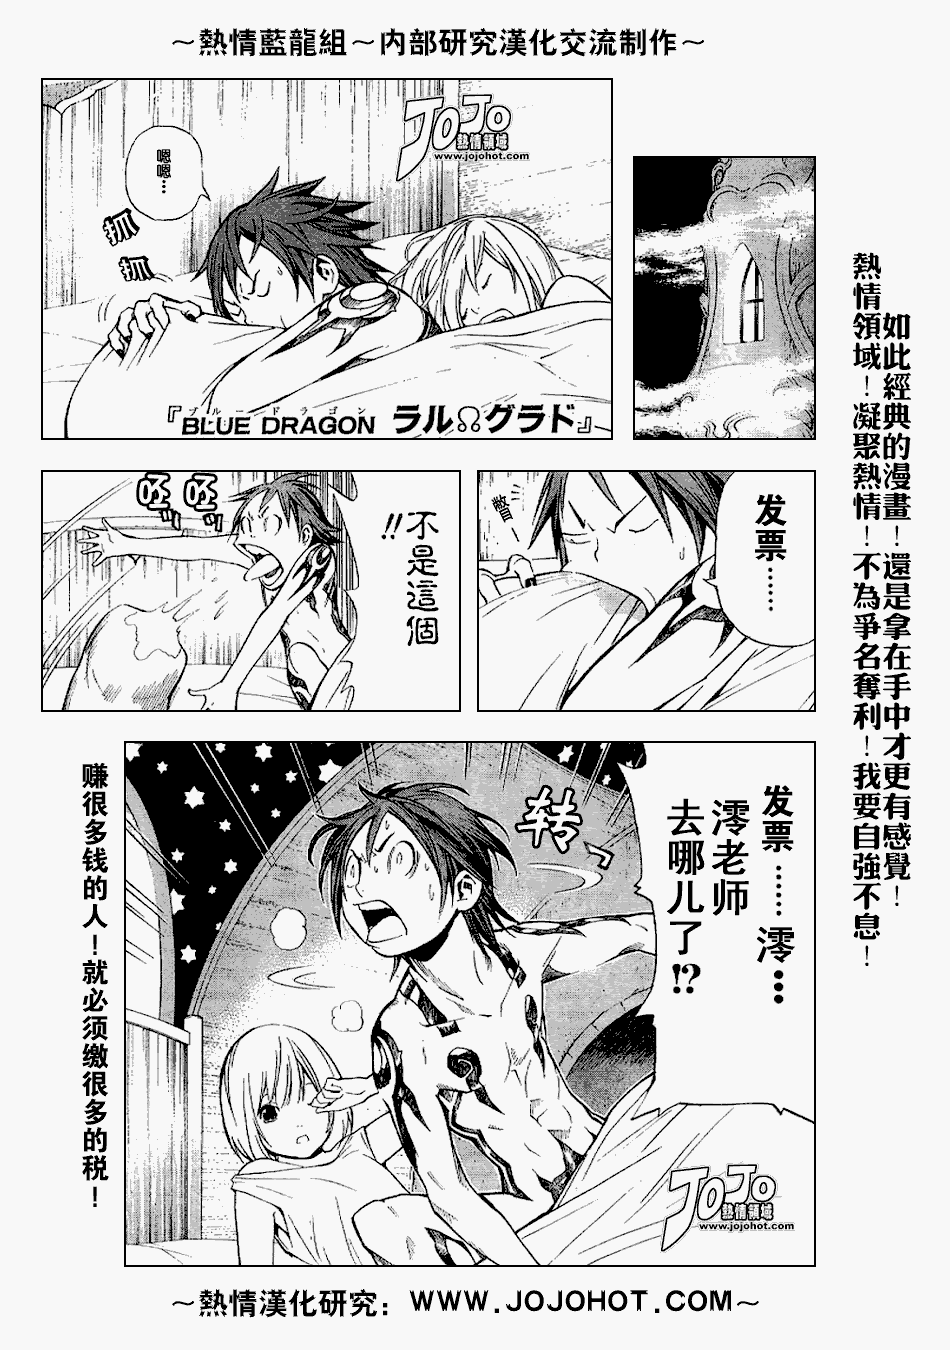 ～熱情藍龍組～内部研究漢化交流制作～
嗯嗯…
抓
抓
JOJO
熱情領域
www.jojohot.com
ブルードラゴン
『BLUE DRAGON ラルΩグラド』
如此經典的漫畫！還是拿在手中才更有感覺！
熱情領域！凝聚熱情！不為爭名奪利！我要自強不息！
发票……
瞥－
不是這個!!
呸
呸
发票……澪…
澪老师
去哪儿了!?
转
赚很多钱的人！就必须缴很多的税！
JOJO
熱情領域
www.jojohot.com
～熱情漢化研究：WWW.JOJOHOT.COM～